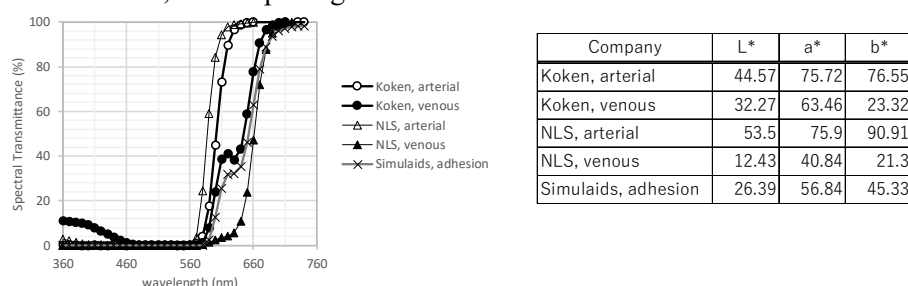 100
80
60
40
20
0
360 460 560 660 760
Spectral Transmittance (%)
wavelength (nm)
Koken, arterial
Koken, venous
NLS, arterial
NLS, venous
Simulaids, adhesion
Company L* a* b*
Koken, arterial 44.57 75.72 76.55
Koken, venous 32.27 63.46 23.32
NLS, arterial 53.5 75.9 90.91
NLS, venous 12.43 40.84 21.3
Simulaids, adhesion 26.39 56.84 45.33